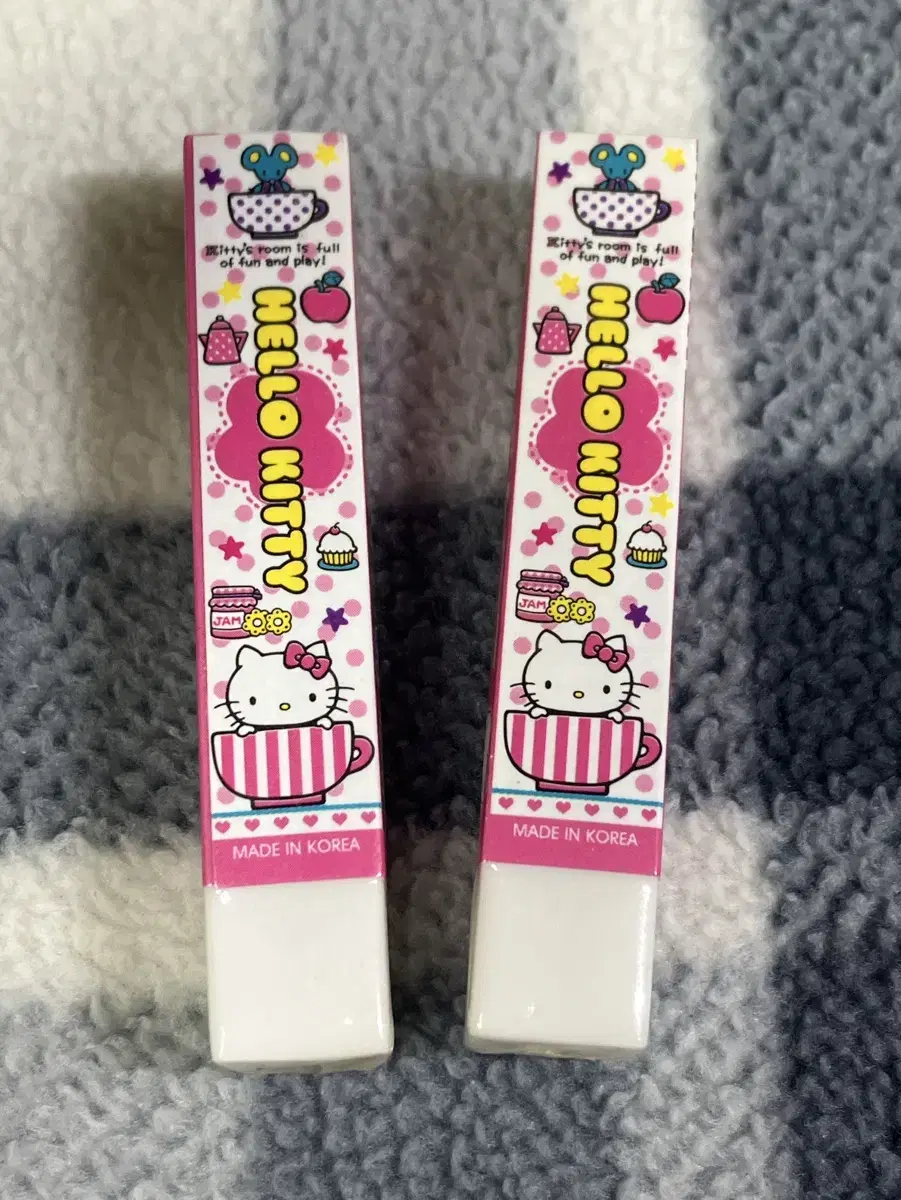 Kitty's room is full
of fun and play!
HELLO KITTY
JAM
MADE IN KOREA
Kitty's room is full
of fun and play!
HELLO KITTY
JAM
MADE IN KOREA